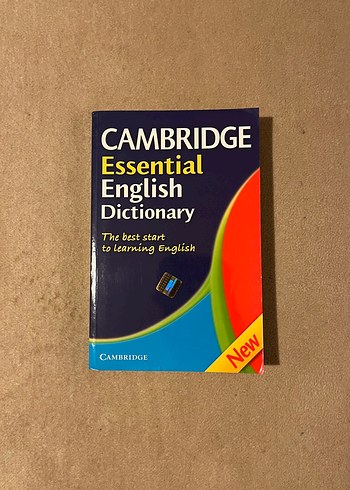 CAMBRIDGE
Essential
English
Dictionary
The best start
to learning English
CAMBRIDGE
New